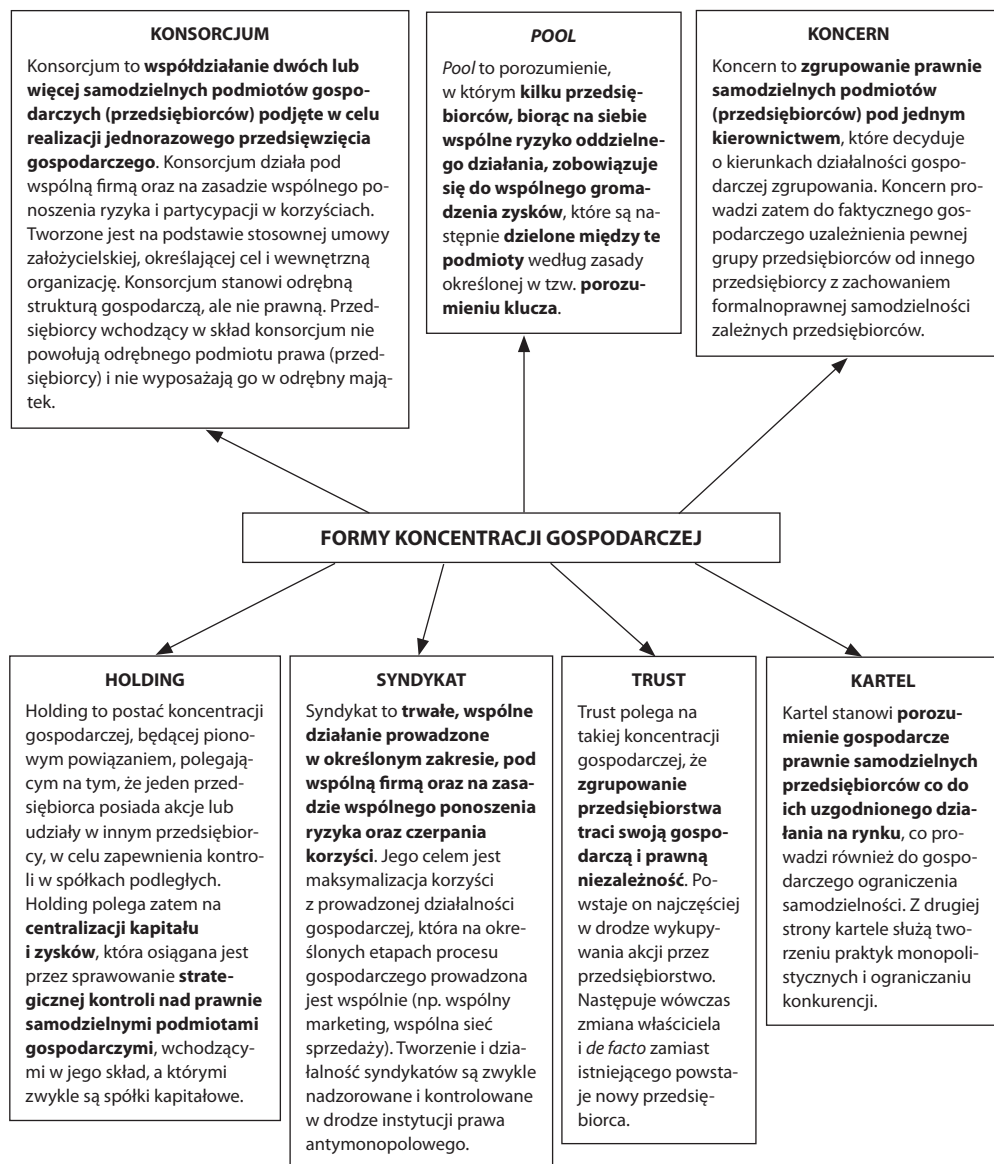 KONSORCJUM
Konsorcjum to współdziałanie dwóch lub
więcej samodzielnych podmiotów gospo-
darczych (przedsiębiorców) podjęte w celu
realizacji jednorazowego przedsięwzięcia
gospodarczego. Konsorcjum działa pod
wspólną firmą oraz na zasadzie wspólnego po-
noszenia ryzyka i partycypacji w korzyściach.
Tworzone jest na podstawie stosownej umowy
założycielskiej, określającej cel i wewnętrzną
organizację. Konsorcjum stanowi odrębną
strukturą gospodarczą, ale nie prawną. Przed-
siębiorcy wchodzący w skład konsorcjum nie
powołują odrębnego podmiotu prawa (przed-
siębiorcy) i nie wyposażają go w odrębny mają-
tek.
POOL
Pool to porozumienie,
w którym kilku przedsię-
biorców, biorąc na siebie
wspólne ryzyko oddzielne-
go działania, zobowiązuje
się do wspólnego groma-
dzenia zysków, które są na-
stępnie dzielone między te
podmioty według zasady
określonej w tzw. porozu-
mieniu klucza.
KONCERN
Koncern to zgrupowanie prawnie
samodzielnych podmiotów
(przedsiębiorców) pod jednym
kierownictwem, które decyduje
o kierunkach działalności gospo-
darczej zgrupowania. Koncern pro-
wadzi zatem do faktycznego gos-
podarczego uzależnienia pewnej
grupy przedsiębiorców od innego
przedsiębiorcy z zachowaniem
formalnoprawnej samodzielności
zależnych przedsiębiorców.
FORMY KONCENTRACJI GOSPODARCZEJ
HOLDING
Holding to postać koncentracji
gospodarczej, będącej piono-
wym powiązaniem, polegają-
cym na tym, że jeden przed-
siębiorca posiada akcje lub
udziały w innym przedsiębior-
cy, w celu zapewnienia kontro-
li w spółkach podległych.
Holding polega zatem na
centralizacji kapitału
i zysków, która osiągana jest
przez sprawowanie strate-
gicznej kontroli nad prawnie
samodzielnymi podmiotami
gospodarczymi, wchodzący-
mi w jego skład, a którymi
zwykle są spółki kapitałowe.
SYNDYKAT
Syndykat to trwałe, wspólne
działanie prowadzone
w określonym zakresie, pod
wspólną firmą oraz na zasa-
dzie wspólnego ponoszenia
ryzyka oraz czerpania
korzyści. Jego celem jest
maksymalizacja korzyści
z prowadzonej działalności
gospodarczej, która na okre-
ślonych etapach procesu
gospodarczego prowadzona
jest wspólnie (np. wspólny
marketing, wspólna sieć
sprzedaży). Tworzenie i dzia-
łalność syndykatów są zwykle
nadzorowane i kontrolowane
w drodze instytucji prawa
antymonopolowego.
TRUST
Trust polega na
takiej koncentracji
gospodarczej, że
zgrupowanie
przedsiębiorstwa
traci swoją gospo-
darczą i prawną
niezależność. Po-
wstaje on najczęściej
w drodze wykupy-
wania akcji przez
przedsiębiorstwo.
Następuje wówczas
zmiana właściciela
i de facto zamiast
istniejącego powsta-
je nowy przedsię-
biorca.
KARTEL
Kartel stanowi porozu-
mienie gospodarcze
prawnie samodzielnych
przedsiębiorców co do
ich uzgodnionego dzia-
łania na rynku, co pro-
wadzi również do gospo-
darczego ograniczenia
samodzielności. Z drugiej
strony kartele służą two-
rzeniu praktyk monopoli-
stycznych i ograniczaniu
konkurencji.